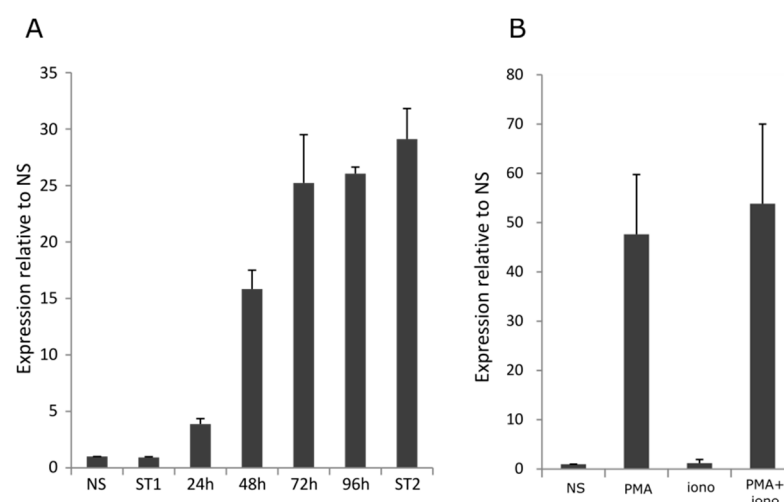 A
Expression relative to NS
35
30
25
20
15
10
5
0
NS ST1 24h 48h 72h 96h ST2
B
Expression relative to NS
80
70
60
50
40
30
20
10
0
NS PMA iono PMA+
iono